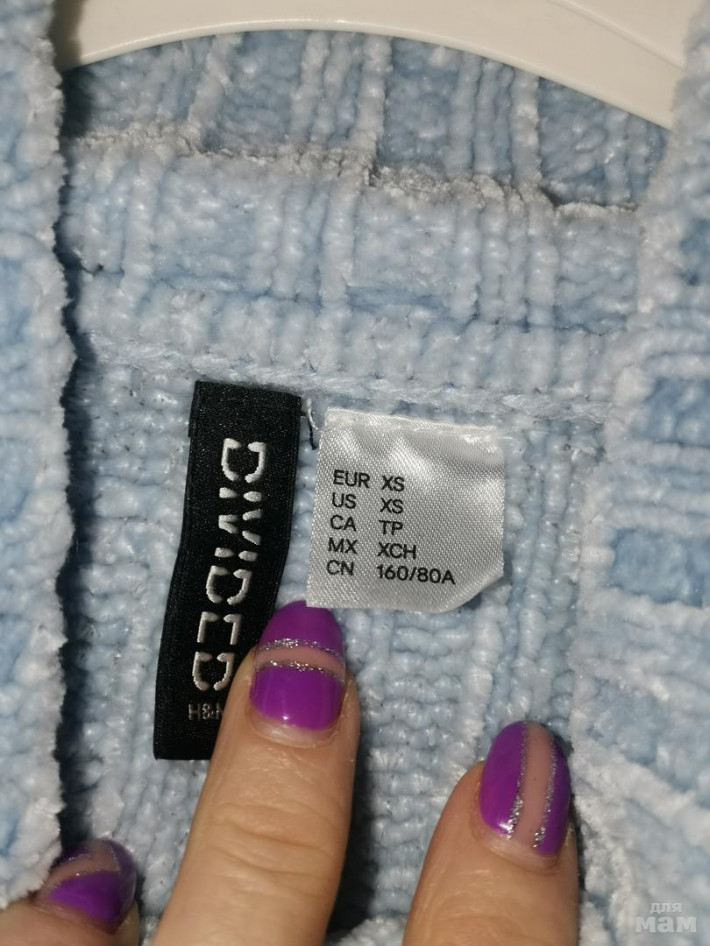 DIVIDED
EUR XS
US XS
CA TP
MX XCH
CN 160/80A
для
мам